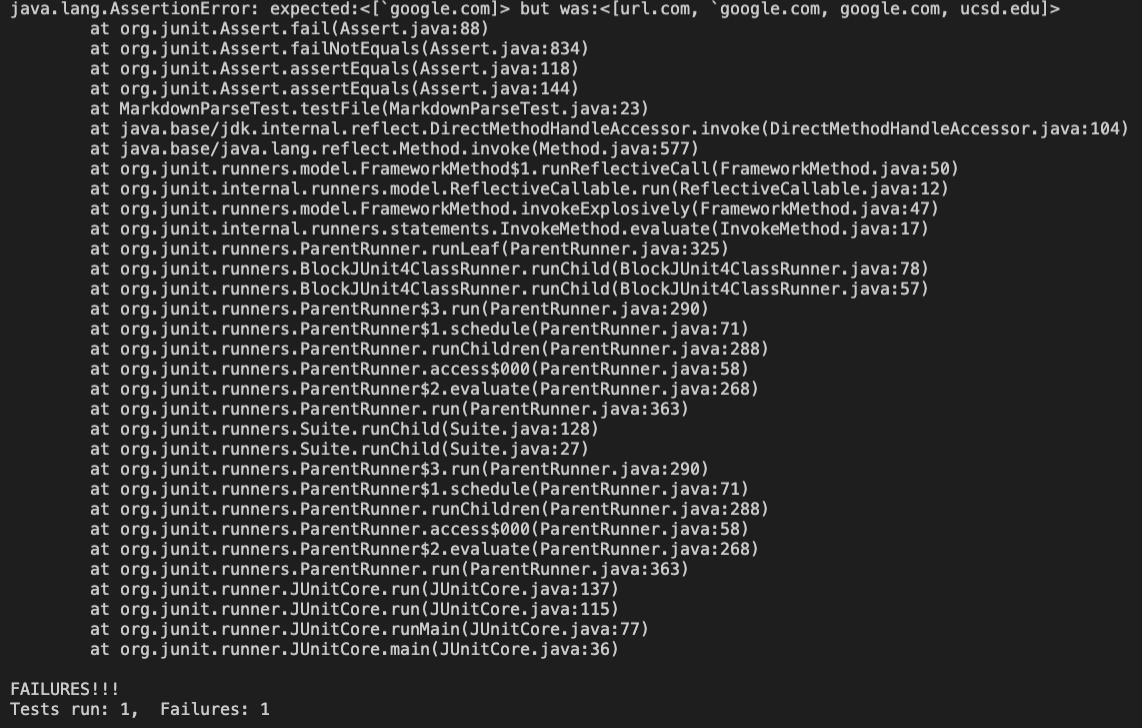 java.lang.AssertionError: expected:<[`google.com]> but was:<[url.com, `google.com, google.com, ucsd.edu]>
at org.junit.Assert.fail(Assert.java:88)
at org.junit.Assert.failNotEquals(Assert.java:834)
at org.junit.Assert.assertEquals(Assert.java:118)
at org.junit.Assert.assertEquals(Assert.java:144)
at MarkdownParseTest.testFile(MarkdownParseTest.java:23)
at java.base/jdk.internal.reflect.DirectMethodHandleAccessor.invoke(DirectMethodHandleAccessor.java:104)
at java.base/java.lang.reflect.Method.invoke(Method.java:577)
at org.junit.runners.model.FrameworkMethod$1.runReflectiveCall(FrameworkMethod.java:50)
at org.junit.internal.runners.model.ReflectiveCallable.run(ReflectiveCallable.java:12)
at org.junit.runners.model.FrameworkMethod.invokeExplosively(FrameworkMethod.java:47)
at org.junit.internal.runners.statements.InvokeMethod.evaluate(InvokeMethod.java:17)
at org.junit.runners.ParentRunner.runLeaf(ParentRunner.java:325)
at org.junit.runners.BlockJUnit4ClassRunner.runChild(BlockJUnit4ClassRunner.java:78)
at org.junit.runners.BlockJUnit4ClassRunner.runChild(BlockJUnit4ClassRunner.java:57)
at org.junit.runners.ParentRunner$3.run(ParentRunner.java:290)
at org.junit.runners.ParentRunner$1.schedule(ParentRunner.java:71)
at org.junit.runners.ParentRunner.runChildren(ParentRunner.java:288)
at org.junit.runners.ParentRunner.access$000(ParentRunner.java:58)
at org.junit.runners.ParentRunner$2.evaluate(ParentRunner.java:268)
at org.junit.runners.ParentRunner.run(ParentRunner.java:363)
at org.junit.runners.Suite.runChild(Suite.java:128)
at org.junit.runners.Suite.runChild(Suite.java:27)
at org.junit.runners.ParentRunner$3.run(ParentRunner.java:290)
at org.junit.runners.ParentRunner$1.schedule(ParentRunner.java:71)
at org.junit.runners.ParentRunner.runChildren(ParentRunner.java:288)
at org.junit.runners.ParentRunner.access$000(ParentRunner.java:58)
at org.junit.runners.ParentRunner$2.evaluate(ParentRunner.java:268)
at org.junit.runners.ParentRunner.run(ParentRunner.java:363)
at org.junit.runner.JUnitCore.run(JUnitCore.java:137)
at org.junit.runner.JUnitCore.run(JUnitCore.java:115)
at org.junit.runner.JUnitCore.runMain(JUnitCore.java:77)
at org.junit.runner.JUnitCore.main(JUnitCore.java:36)
FAILURES!!!
Tests run: 1,  Failures: 1